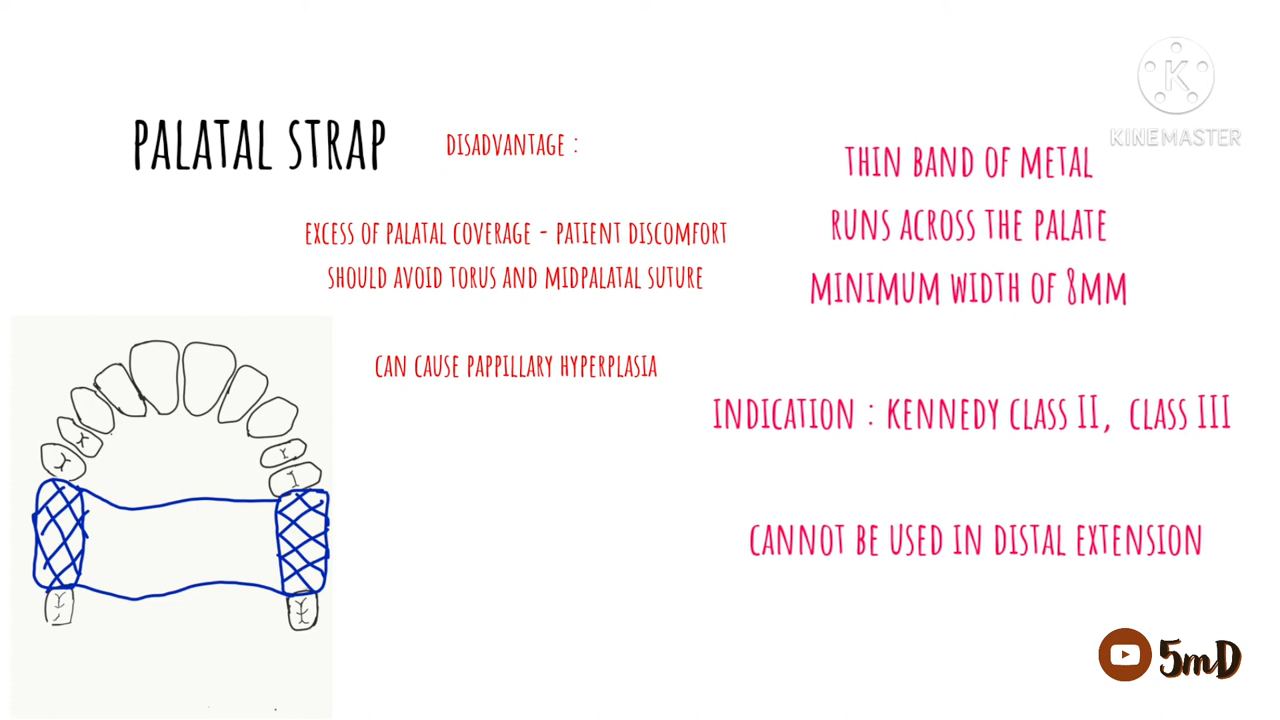 PALATAL STRAP
DISADVANTAGE :
EXCESS OF PALATAL COVERAGE - PATIENT DISCOMFORT
SHOULD AVOID TORUS AND MIDPALATAL SUTURE
CAN CAUSE PAPPILLARY HYPERPLASIA
K
KINEMASTER
THIN BAND OF METAL
RUNS ACROSS THE PALATE
MINIMUM WIDTH OF 8MM
INDICATION : KENNEDY CLASS II, CLASS III
CANNOT BE USED IN DISTAL EXTENSION
5mD